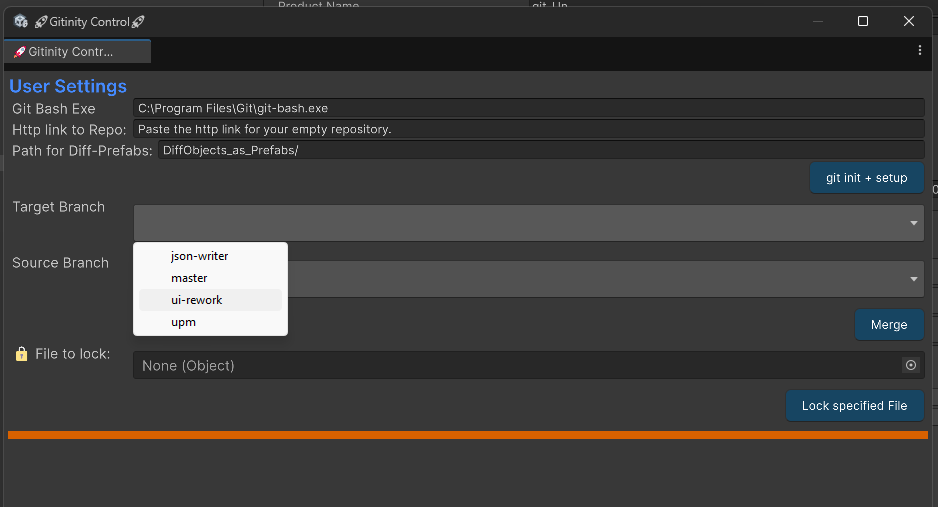 Product Name git_Up
🚀Gitinity Control🚀
🚀 Gitinity Contr...
User Settings
Git Bash Exe C:\Program Files\Git\git-bash.exe
Http link to Repo: Paste the http link for your empty repository.
Path for Diff-Prefabs: DiffObjects_as_Prefabs/
git init + setup
Target Branch
json-writer
master
ui-rework
upm
Source Branch
Merge
🔒 File to lock: None (Object)
Lock specified File